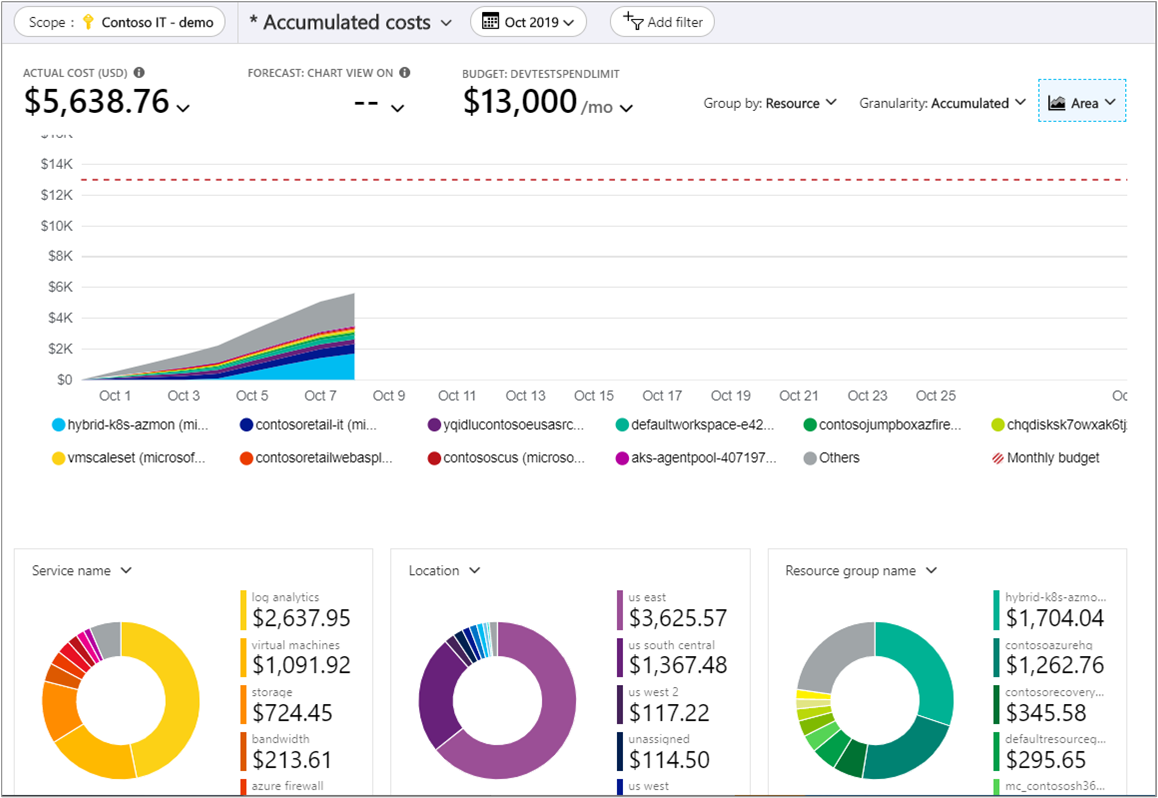 Scope : Contoso IT - demo * Accumulated costs Oct 2019 Add filter
ACTUAL COST (USD) FORECAST: CHART VIEW ON BUDGET: DEVTESTSPENDLIMIT
$5,638.76 -- $13,000 /mo Group by: Resource Granularity: Accumulated Area
$14K
$12K
$10K
$8K
$6K
$4K
$2K
$0
Oct 1 Oct 3 Oct 5 Oct 7 Oct 9 Oct 11 Oct 13 Oct 15 Oct 17 Oct 19 Oct 21 Oct 23 Oct 25 Oc
hybrid-k8s-azmon (mi... contosoretail-it (mi... yqidlucontosoeusasrc... defaultworkspace-e42... contosojumpboxazfire... chqdisksk7owxak6tj
vmscaleset (microsof... contosoretailwebaspl... contososcus (microso... aks-agentpool-407197... Others Monthly budget
Service name
log analytics
$2,637.95
virtual machines
$1,091.92
storage
$724.45
bandwidth
$213.61
azure firewall
Location
us east
$3,625.57
us south central
$1,367.48
us west 2
$117.22
unassigned
$114.50
us west
Resource group name
hybrid-k8s-azmo...
$1,704.04
contosoazurehq
$1,262.76
contosorecovery...
$345.58
defaultresourceg...
$295.65
mc_contososh36...